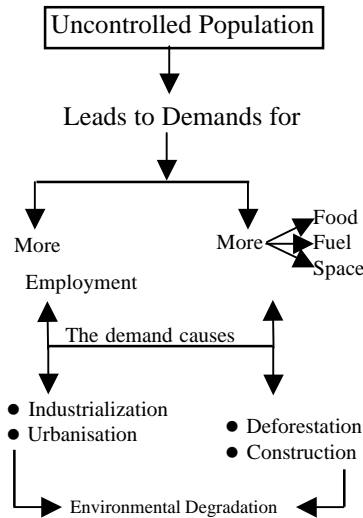 Uncontrolled Population
Leads to Demands for
More
Employment
More
Food
Fuel
Space
The demand causes
● Industrialization
● Urbanisation
● Deforestation
● Construction
Environmental Degradation